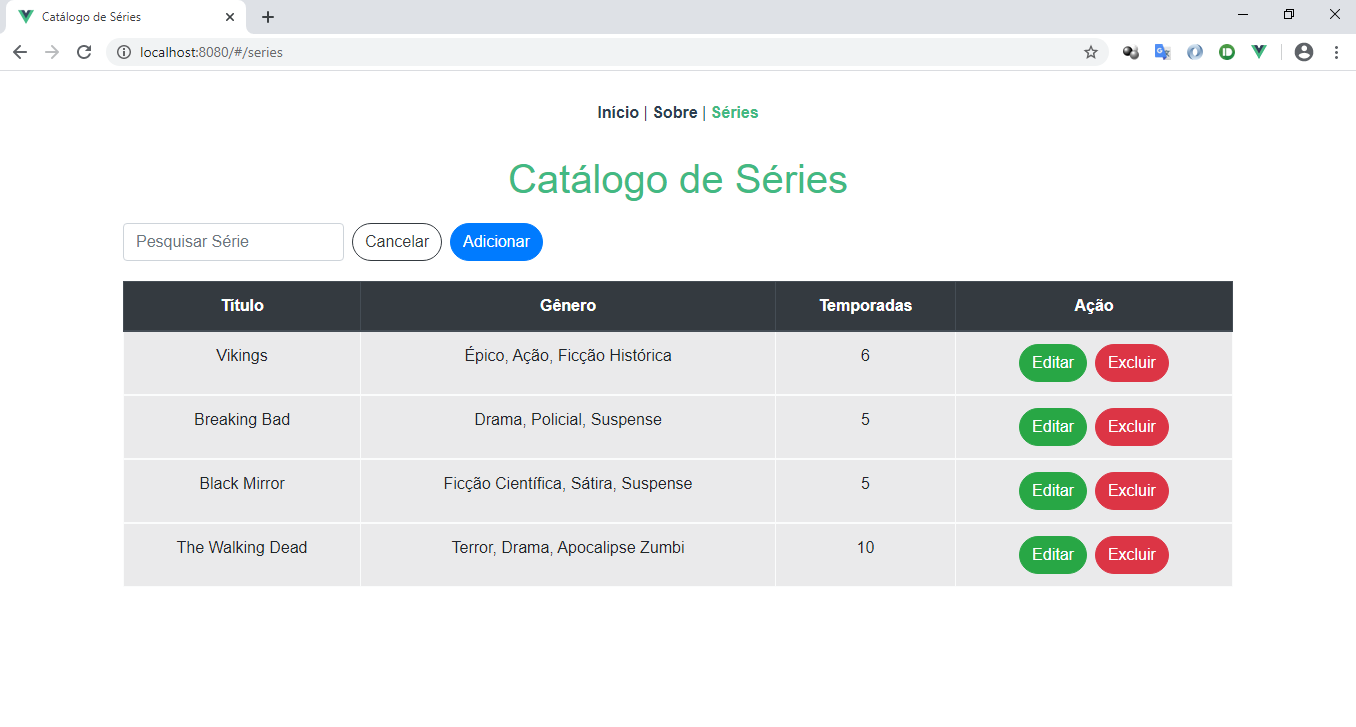 Catálogo de Séries
localhost:8080/#/series
Início | Sobre | Séries
Catálogo de Séries
Pesquisar Série Cancelar Adicionar
Título Gênero Temporadas Ação
Vikings Épico, Ação, Ficção Histórica 6 Editar Excluir
Breaking Bad Drama, Policial, Suspense 5 Editar Excluir
Black Mirror Ficção Científica, Sátira, Suspense 5 Editar Excluir
The Walking Dead Terror, Drama, Apocalipse Zumbi 10 Editar Excluir